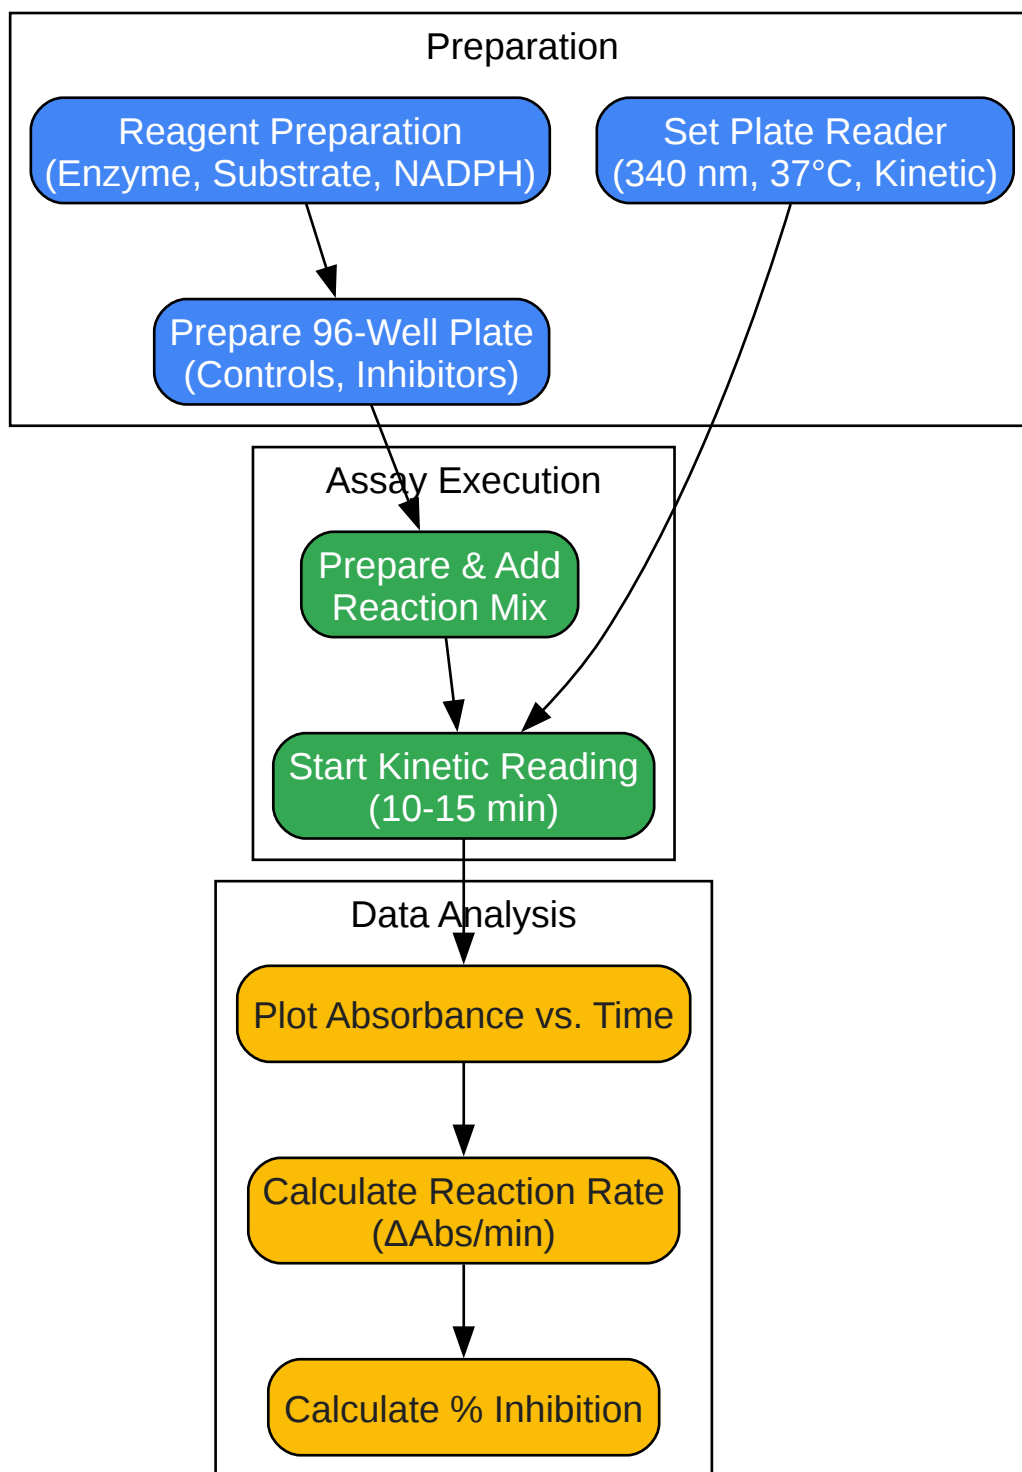 Preparation
Reagent Preparation
(Enzyme, Substrate, NADPH)
Set Plate Reader
(340 nm, 37°C, Kinetic)
Prepare 96-Well Plate
(Controls, Inhibitors)
Assay Execution
Prepare & Add
Reaction Mix
Start Kinetic Reading
(10-15 min)
Data Analysis
Plot Absorbance vs. Time
Calculate Reaction Rate
(ΔAbs/min)
Calculate % Inhibition